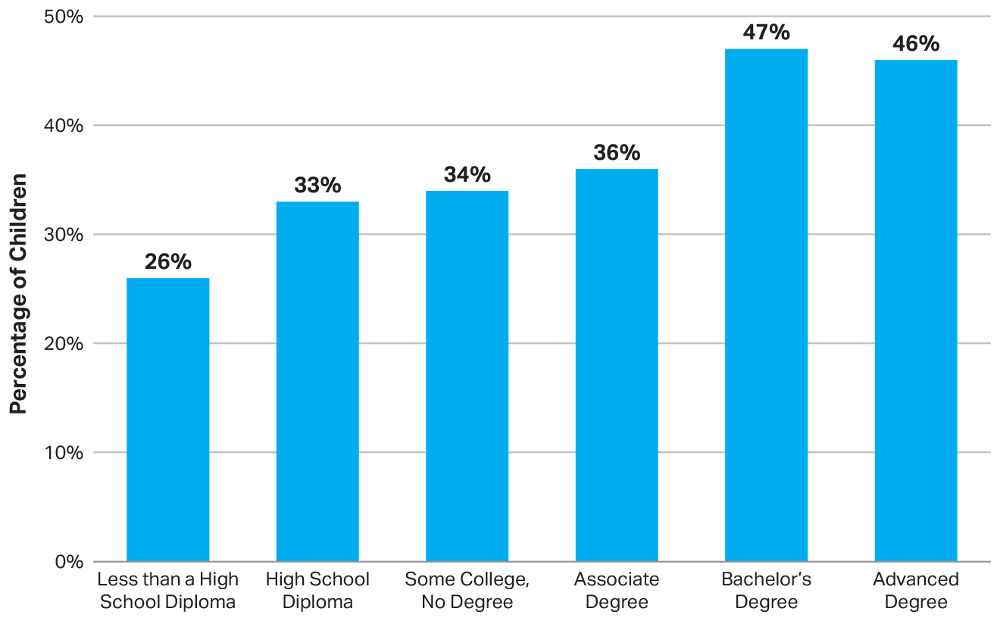 50%
47%
46%
40%
36%
34%
33%
30%
26%
20%
10%
0%
Percentage of Children
Less than a High
School Diploma
High School
Diploma
Some College,
No Degree
Associate
Degree
Bachelor’s
Degree
Advanced
Degree